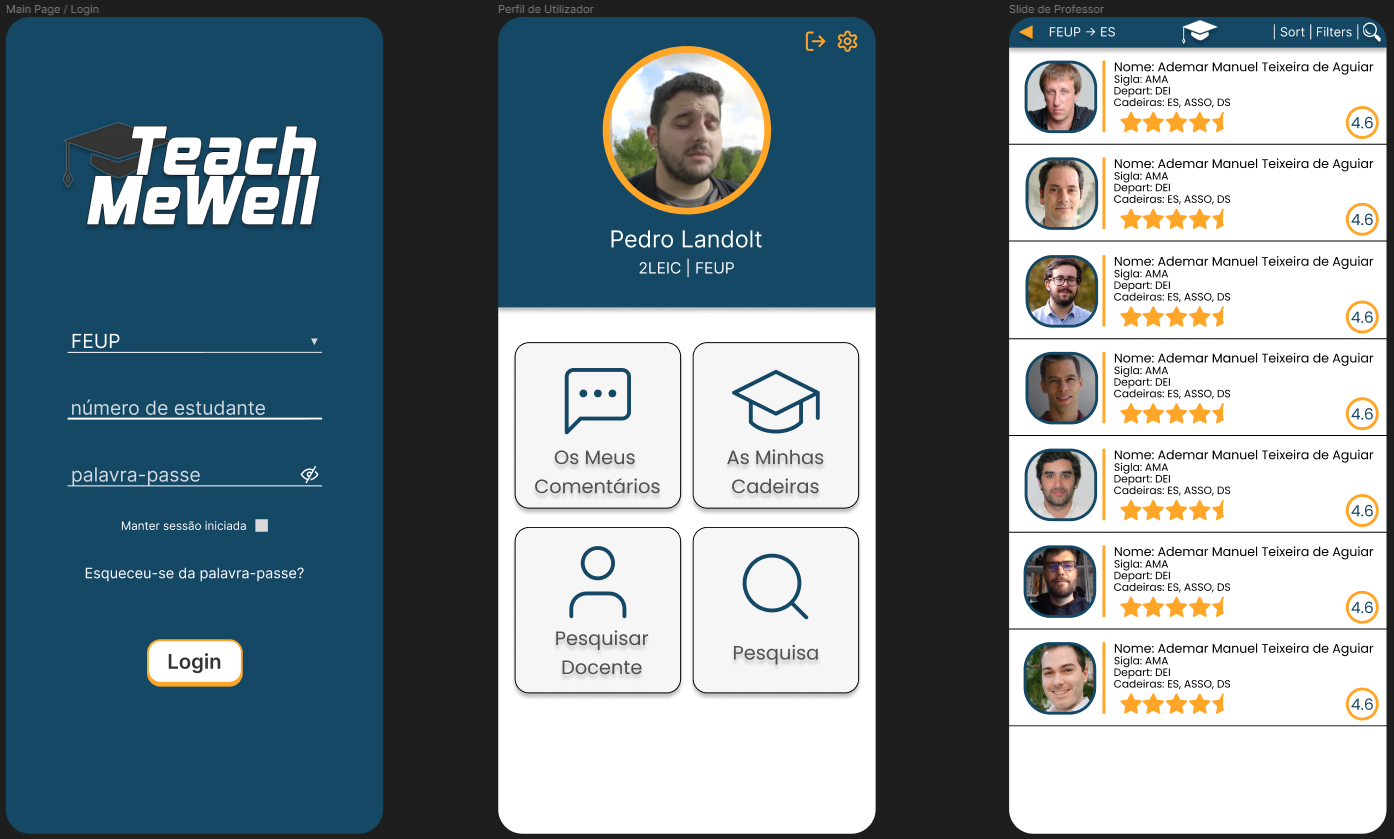 Main Page / Login
Teach
MeWell
FEUP
número de estudante
palavra-passe
Manter sessão iniciada
Esqueceu-se da palavra-passe?
Login
Perfil de Utilizador
Pedro Landolt
2LEIC | FEUP
Os Meus
Comentários
As Minhas
Cadeiras
Pesquisar
Docente
Pesquisa
Slide de Professor
FEUP → ES
| Sort | Filters |
Nome: Ademar Manuel Teixeira de Aguiar
Sigla: AMA
Depart: DEI
Cadeiras: ES, ASSO, DS
4.6
Nome: Ademar Manuel Teixeira de Aguiar
Sigla: AMA
Depart: DEI
Cadeiras: ES, ASSO, DS
4.6
Nome: Ademar Manuel Teixeira de Aguiar
Sigla: AMA
Depart: DEI
Cadeiras: ES, ASSO, DS
4.6
Nome: Ademar Manuel Teixeira de Aguiar
Sigla: AMA
Depart: DEI
Cadeiras: ES, ASSO, DS
4.6
Nome: Ademar Manuel Teixeira de Aguiar
Sigla: AMA
Depart: DEI
Cadeiras: ES, ASSO, DS
4.6
Nome: Ademar Manuel Teixeira de Aguiar
Sigla: AMA
Depart: DEI
Cadeiras: ES, ASSO, DS
4.6
Nome: Ademar Manuel Teixeira de Aguiar
Sigla: AMA
Depart: DEI
Cadeiras: ES, ASSO, DS
4.6